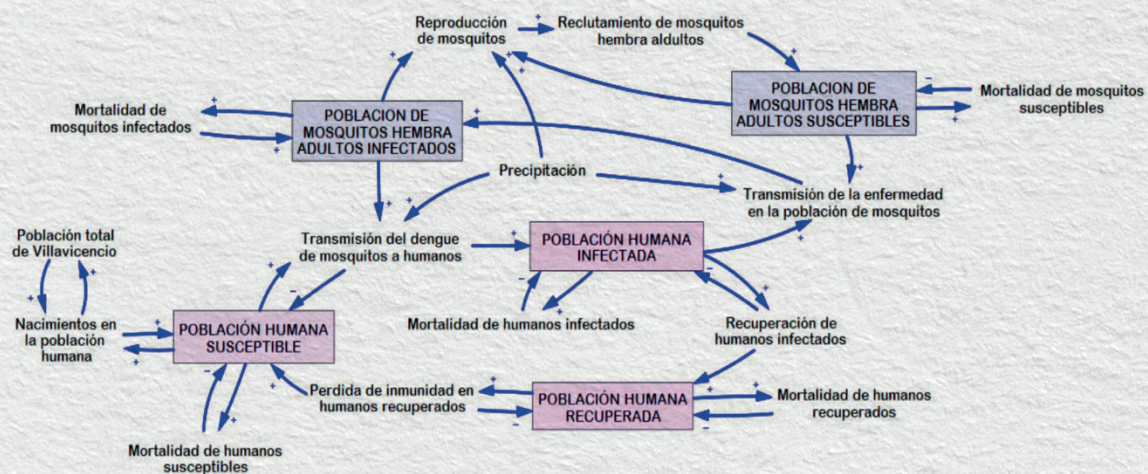 Reproducción
de mosquitos
Reclutamiento de mosquitos
hembra aldultos
POBLACION DE
MOSQUITOS HEMBRA
ADULTOS SUSCEPTIBLES
Mortalidad de mosquitos
susceptibles
Mortalidad de
mosquitos infectados
POBLACION DE
MOSQUITOS HEMBRA
ADULTOS INFECTADOS
Precipitación
Transmisión de la enfermedad
en la población de mosquitos
Población total
de Villavicencio
Transmisión del dengue
de mosquitos a humanos
POBLACIÓN HUMANA
INFECTADA
Nacimientos en
la población
humana
POBLACIÓN HUMANA
SUSCEPTIBLE
Mortalidad de humanos infectados
Recuperación de
humanos infectados
Perdida de inmunidad en
humanos recuperados
POBLACIÓN HUMANA
RECUPERADA
Mortalidad de humanos
recuperados
Mortalidad de humanos
susceptibles